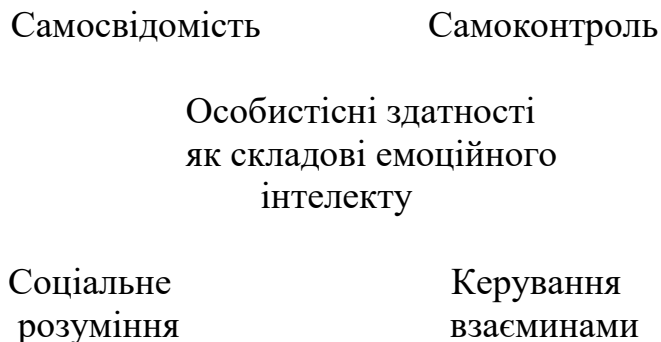 Самосвідомість Самоконтроль
Особистісні здатності
як складові емоційного
інтелекту
Соціальне Керування
розуміння взаєминами